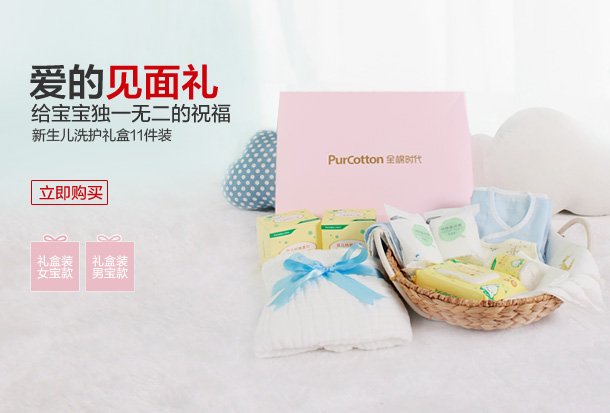 爱的见面礼
给宝宝独一无二的祝福
新生儿洗护礼盒11件装
立即购买
礼盒装
女宝款
礼盒装
男宝款
PurCotton 全棉时代